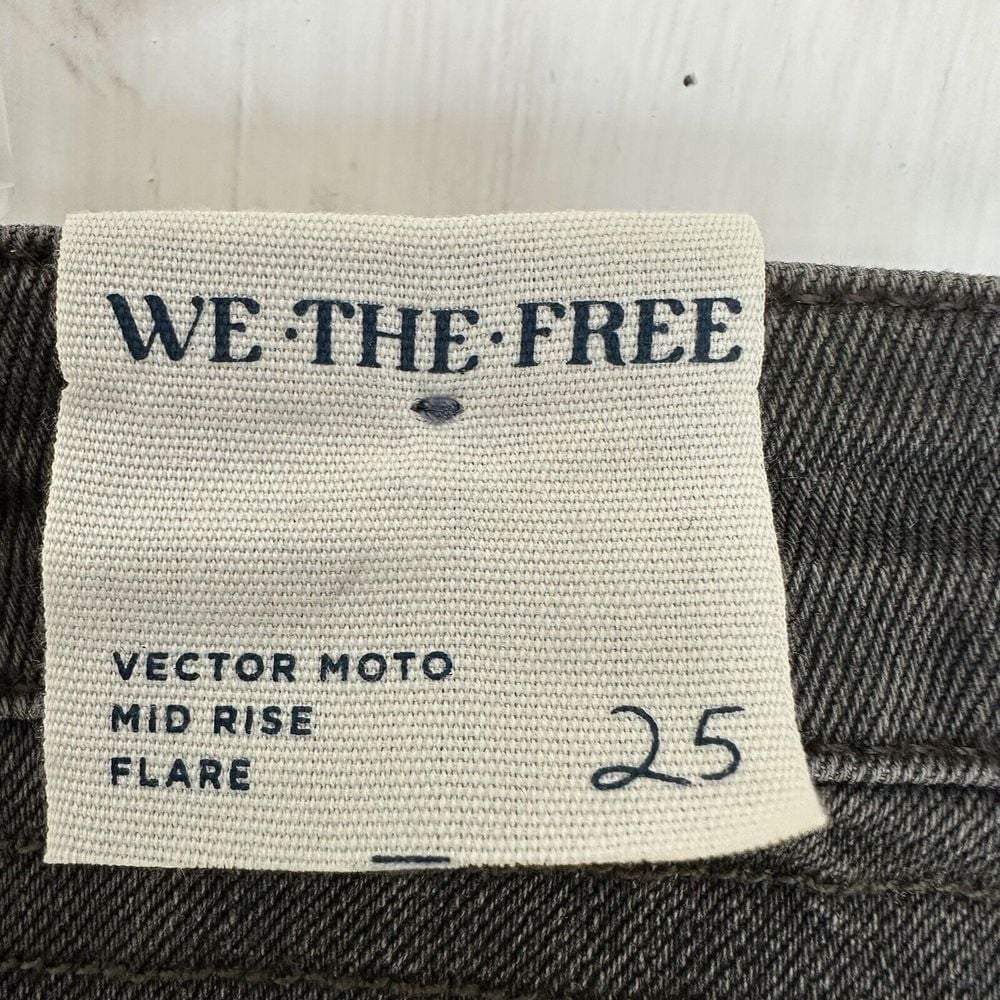 WE·THE·FREE
VECTOR MOTO
MID RISE
FLARE
25